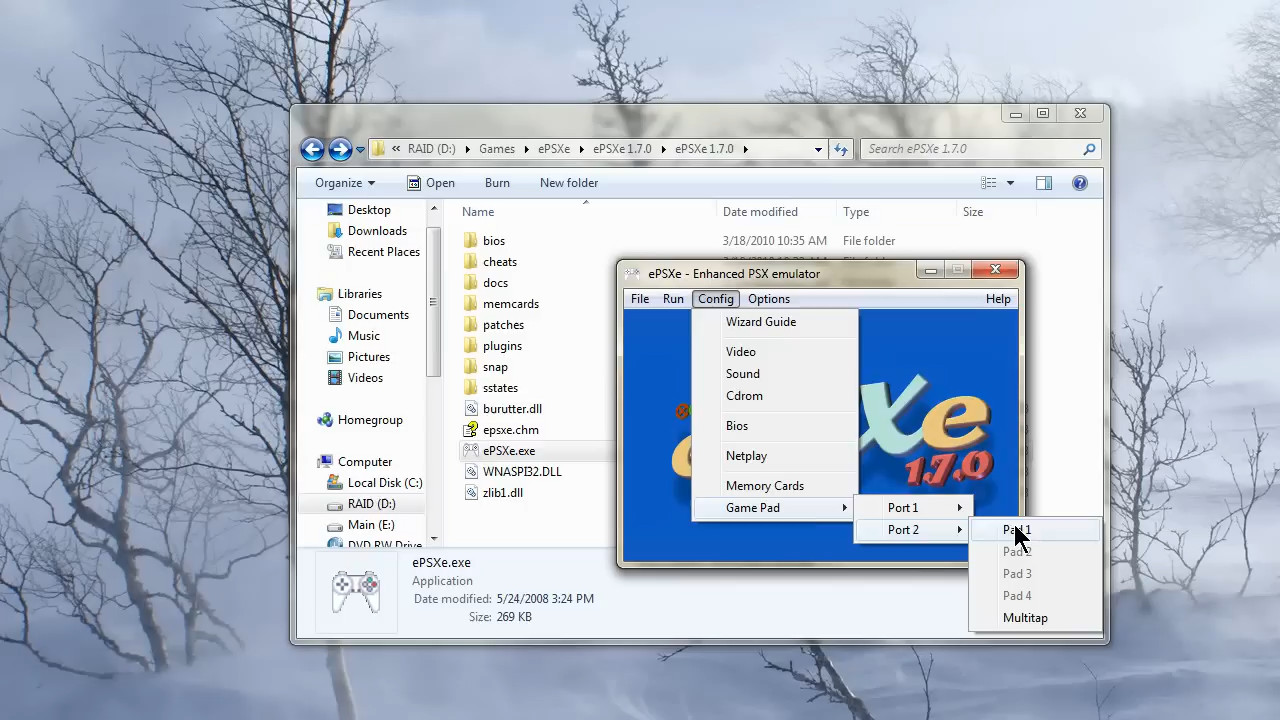 « RAID (D:) Games ePSXe ePSXe 1.7.0 ePSXe 1.7.0
Search ePSXe 1.7.0
Organize Open Burn New folder
Desktop
Downloads
Recent Places
Libraries
Documents
Music
Pictures
Videos
Homegroup
Computer
Local Disk (C:)
RAID (D:)
Main (E:)
DVD RW Drive
Name Date modified Type Size
bios 3/18/2010 10:35 AM File folder
cheats
docs
memcards
patches
plugins
snap
sstates
burutter.dll
epsxe.chm
ePSXe.exe
WNASPI32.DLL
zlib1.dll
ePSXe - Enhanced PSX emulator
File Run Config Options Help
Wizard Guide
Video
Sound
Cdrom
Bios
Netplay
Memory Cards
Game Pad
Port 1
Port 2
Pad 1
Pad 2
Pad 3
Pad 4
Multitap
Xe
1.7.0
ePSXe.exe
Application
Date modified: 5/24/2008 3:24 PM
Size: 269 KB